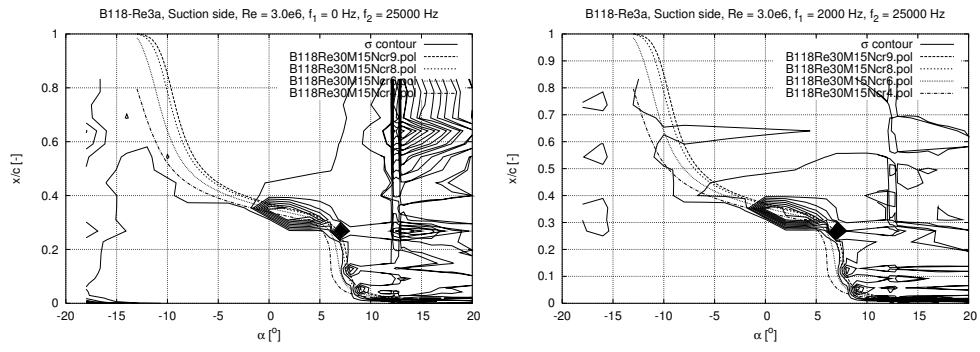 B118-Re3a, Suction side, Re = 3.0e6, f1 = 0 Hz, f2 = 25000 Hz
σ contour
B118Re30M15Ncr9.pol
B118Re30M15Ncr8.pol
.pol
.pol
1
0.8
0.6
0.4
0.2
0
x/c [-]
-20 -15 -10 -5 0 5 10 15 20
α [o]
B118-Re3a, Suction side, Re = 3.0e6, f1 = 2000 Hz, f2 = 25000 Hz
σ contour
B118Re30M15Ncr9.pol
B118Re30M15Ncr8.pol
B118Re30M15Ncr6.pol
B118Re30M15Ncr4.pol
1
0.9
0.8
0.7
0.6
0.5
0.4
0.3
0.2
0.1
0
x/c [-]
-20 -15 -10 -5 0 5 10 15 20
α [o]